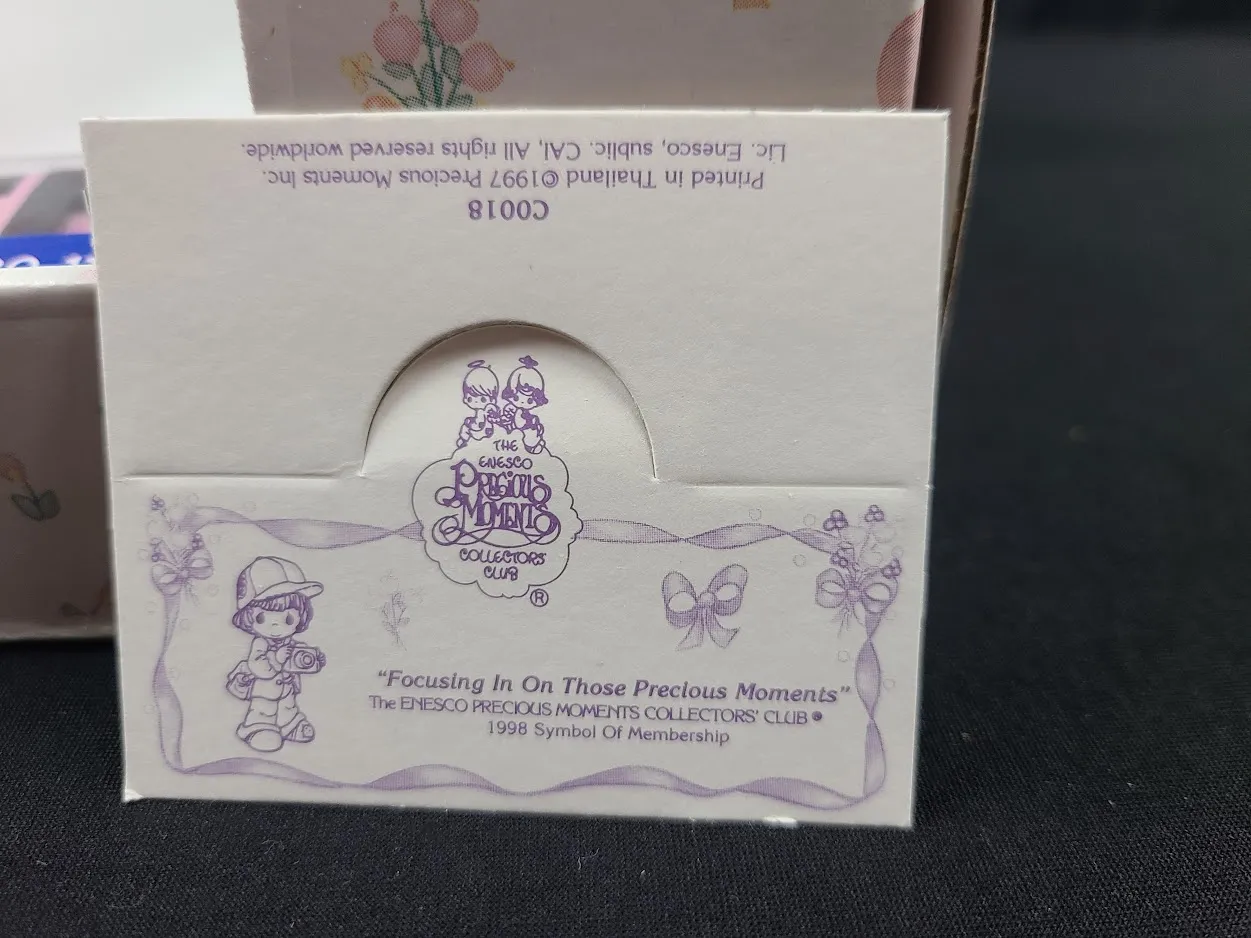 Lic. Enesco, sublic. CAI, All rights reserved worldwide.
Printed in Thailand ©1997 Precious Moments Inc.
C0018
THE
ENESCO
PRECIOUS
MOMENTS
COLLECTORS'
CLUB
®
"Focusing In On Those Precious Moments"
The ENESCO PRECIOUS MOMENTS COLLECTORS' CLUB ®
1998 Symbol Of Membership